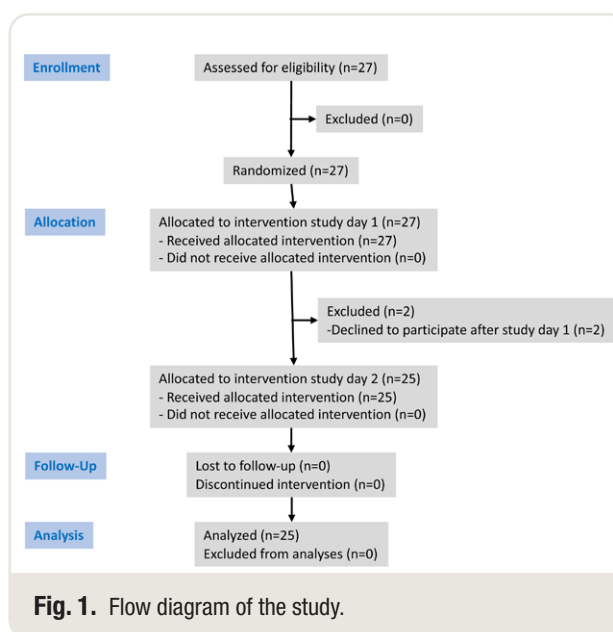 Enrollment
Assessed for eligibility (n=27)
Excluded (n=0)
Randomized (n=27)
Allocation
Allocated to intervention study day 1 (n=27)
- Received allocated intervention (n=27)
- Did not receive allocated intervention (n=0)
Excluded (n=2)
-Declined to participate after study day 1 (n=2)
Allocated to intervention study day 2 (n=25)
- Received allocated intervention (n=25)
- Did not receive allocated intervention (n=0)
Follow-Up
Lost to follow-up (n=0)
Discontinued intervention (n=0)
Analysis
Analyzed (n=25)
Excluded from analyses (n=0)
Fig. 1. Flow diagram of the study.